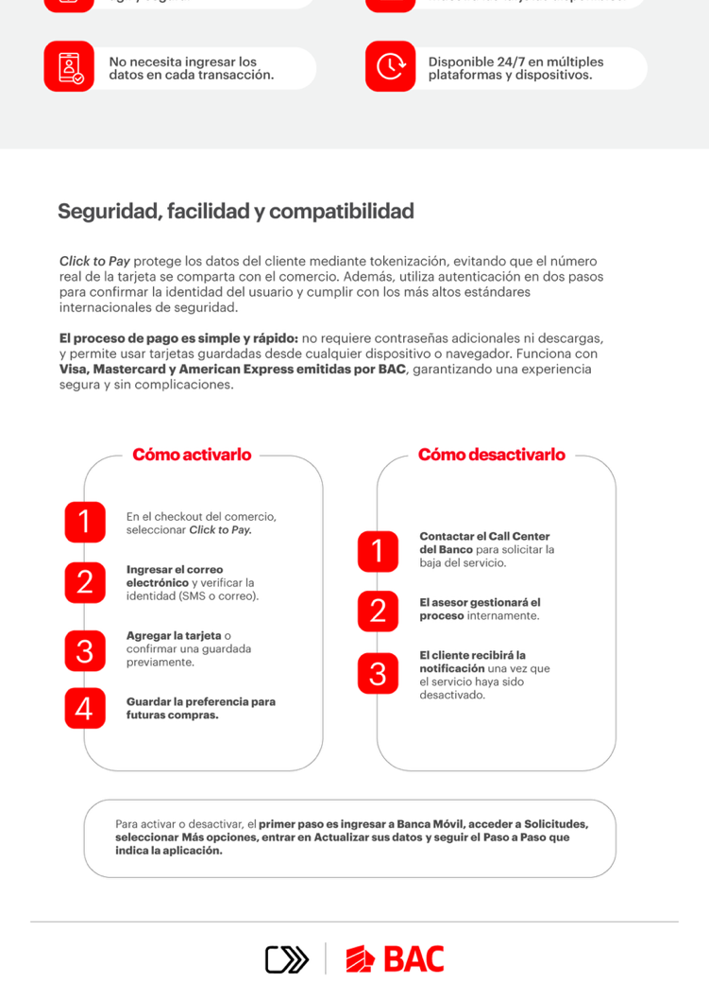 No necesita ingresar los
datos en cada transacción.
Disponible 24/7 en múltiples
plataformas y dispositivos.
Seguridad, facilidad y compatibilidad
Click to Pay protege los datos del cliente mediante tokenización, evitando que el número
real de la tarjeta se comparta con el comercio. Además, utiliza autenticación en dos pasos
para confirmar la identidad del usuario y cumplir con los más altos estándares
internacionales de seguridad.
El proceso de pago es simple y rápido: no requiere contraseñas adicionales ni descargas,
y permite usar tarjetas guardadas desde cualquier dispositivo o navegador. Funciona con
Visa, Mastercard y American Express emitidas por BAC, garantizando una experiencia
segura y sin complicaciones.
Cómo activarlo
1
En el checkout del comercio,
seleccionar Click to Pay.
2
Ingresar el correo
electrónico y verificar la
identidad (SMS o correo).
3
Agregar la tarjeta o
confirmar una guardada
previamente.
4
Guardar la preferencia para
futuras compras.
Cómo desactivarlo
1
Contactar el Call Center
del Banco para solicitar la
baja del servicio.
2
El asesor gestionará el
proceso internamente.
3
El cliente recibirá la
notificación una vez que
el servicio haya sido
desactivado.
Para activar o desactivar, el primer paso es ingresar a Banca Móvil, acceder a Solicitudes,
seleccionar Más opciones, entrar en Actualizar sus datos y seguir el Paso a Paso que
indica la aplicación.
BAC